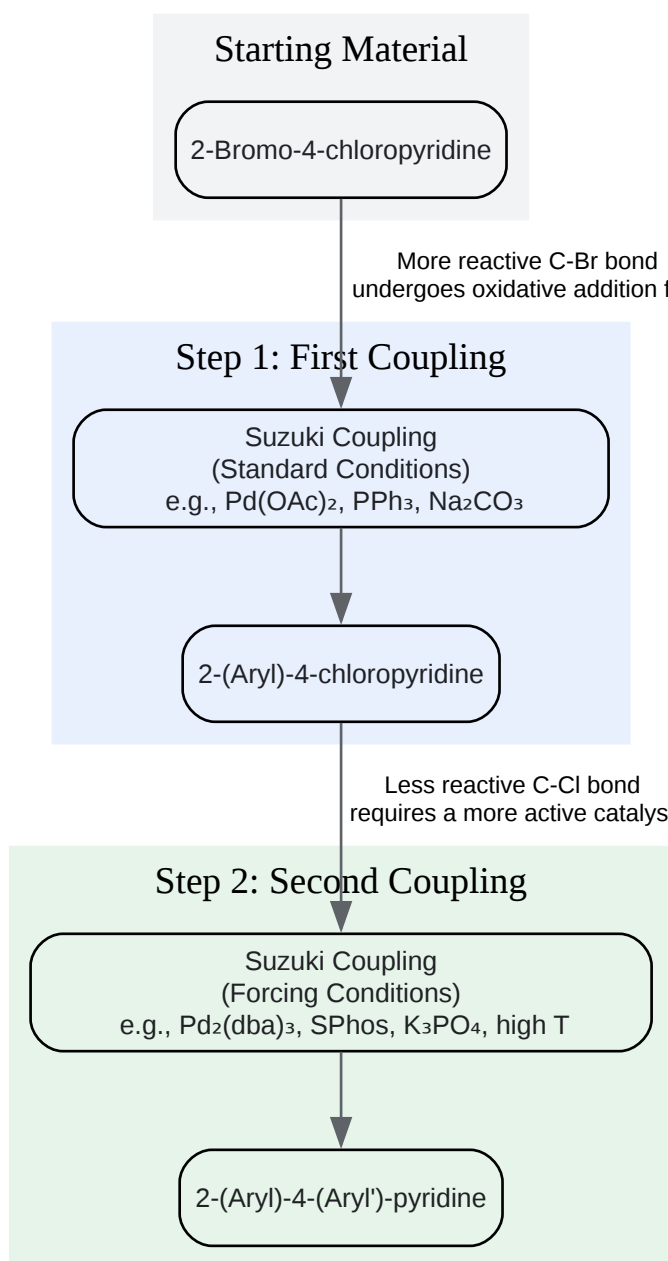 Starting Material
2-Bromo-4-chloropyridine
More reactive C-Br bond
undergoes oxidative addition
Step 1: First Coupling
Suzuki Coupling
(Standard Conditions)
e.g., Pd(OAc)₂, PPh₃, Na₂CO₃
2-(Aryl)-4-chloropyridine
Less reactive C-Cl bond
requires a more active catalys
Step 2: Second Coupling
Suzuki Coupling
(Forcing Conditions)
e.g., Pd₂(dba)₃, SPhos, K₃PO₄, high T
2-(Aryl)-4-(Aryl')-pyridine